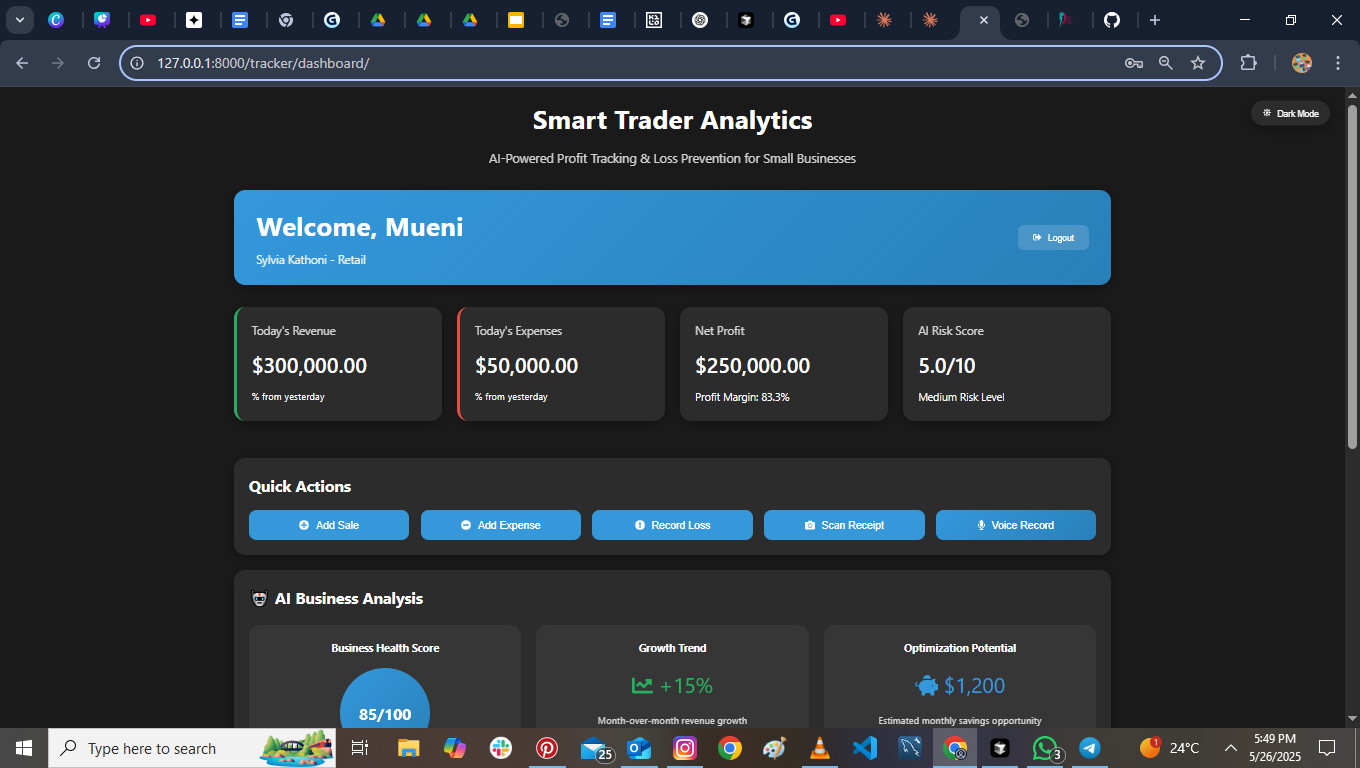 127.0.0.1:8000/tracker/dashboard/
Smart Trader Analytics
Dark Mode
AI-Powered Profit Tracking & Loss Prevention for Small Businesses
Welcome, Mueni
Sylvia Kathoni - Retail
Logout
Today's Revenue
$300,000.00
% from yesterday
Today's Expenses
$50,000.00
% from yesterday
Net Profit
$250,000.00
Profit Margin: 83.3%
AI Risk Score
5.0/10
Medium Risk Level
Quick Actions
Add Sale
Add Expense
Record Loss
Scan Receipt
Voice Record
AI Business Analysis
Business Health Score
85/100
Growth Trend
+15%
Month-over-month revenue growth
Optimization Potential
$1,200
Estimated monthly savings opportunity
Type here to search
25
3
1
24°C
5:49 PM
5/26/2025